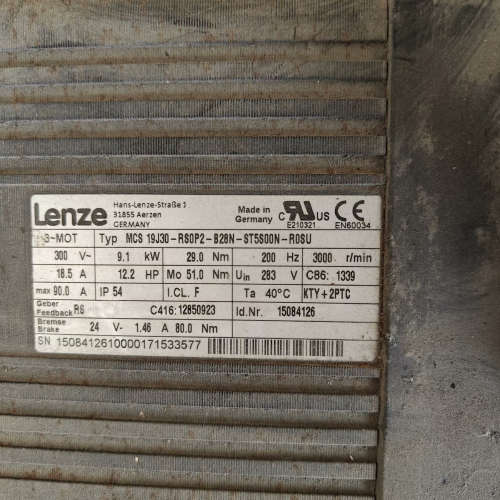 Lenze
Hans-Lenze-Straße 1
31855 Aerzen
GERMANY
Made in
Germany
C RU US CE
E210321 EN60034
3~MOT Typ MCS 19J30-RS0P2-B28N-ST5S00N-R0SU
300 V~ 9.1 kW 29.0 Nm 200 Hz 3000 r/min
18.5 A 12.2 HP Mo 51.0 Nm Uin 283 V C86: 1339
max 90.0 A IP 54 I.CL. F Ta 40°C KTY+2PTC
Geber
Feedback RS C416:12850923 Id.Nr. 15084126
Bremse
Brake 24 V- 1.46 A 80.0 Nm
SN 1508412610000171533577